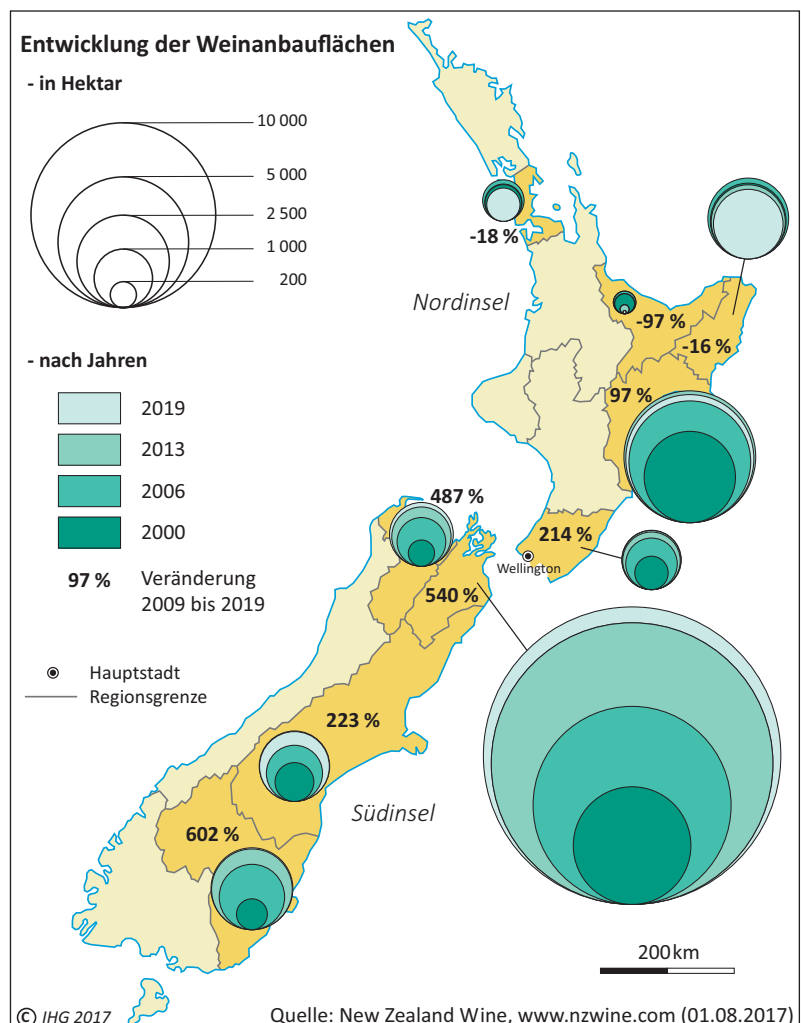 Entwicklung der Weinanbauflächen
- in Hektar
10 000
5 000
2 500
1 000
200
- nach Jahren
2019
2013
2006
2000
97 % Veränderung
2009 bis 2019
Hauptstadt
Regionsgrenze
-18 %
Nordinsel
-97 %
-16 %
97 %
487 %
214 %
Wellington
540 %
223 %
Südinsel
602 %
200 km
© IHG 2017
Quelle: New Zealand Wine, www.nzwine.com (01.08.2017)